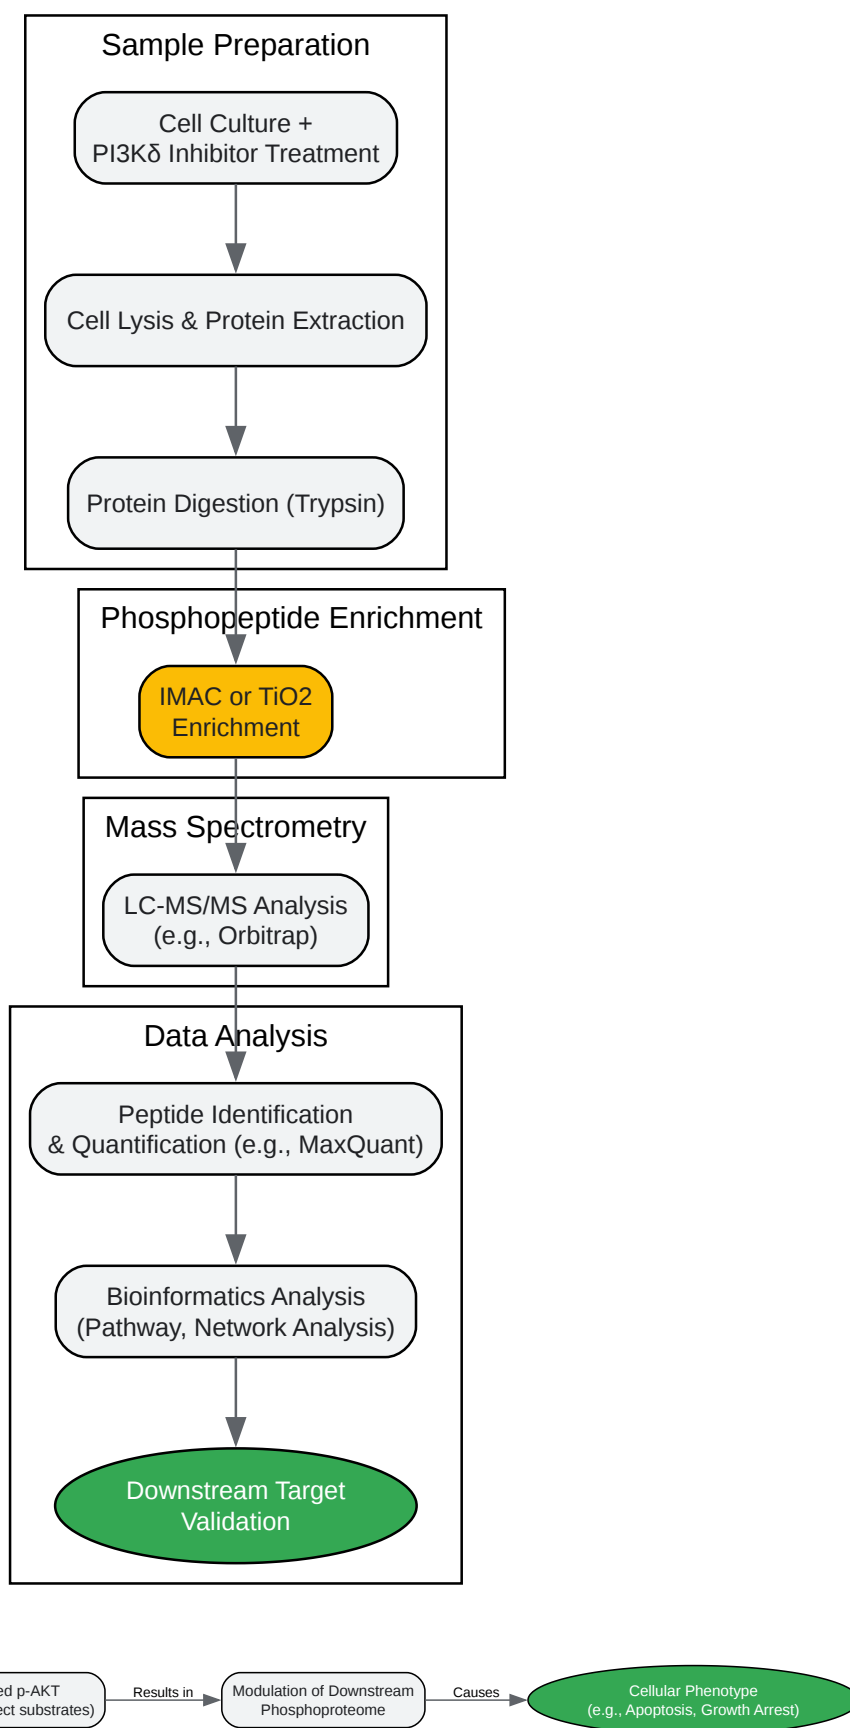 Sample Preparation
Cell Culture +
PI3Kδ Inhibitor Treatment
Cell Lysis & Protein Extraction
Protein Digestion (Trypsin)
Phosphopeptide Enrichment
IMAC or TiO2
Enrichment
Mass Spectrometry
LC-MS/MS Analysis
(e.g., Orbitrap)
Data Analysis
Peptide Identification
& Quantification (e.g., MaxQuant)
Bioinformatics Analysis
(Pathway, Network Analysis)
Downstream Target
Validation
p-AKT
substrates)
Results in
Modulation of Downstream
Phosphoproteome
Causes
Cellular Phenotype
(e.g., Apoptosis, Growth Arrest)